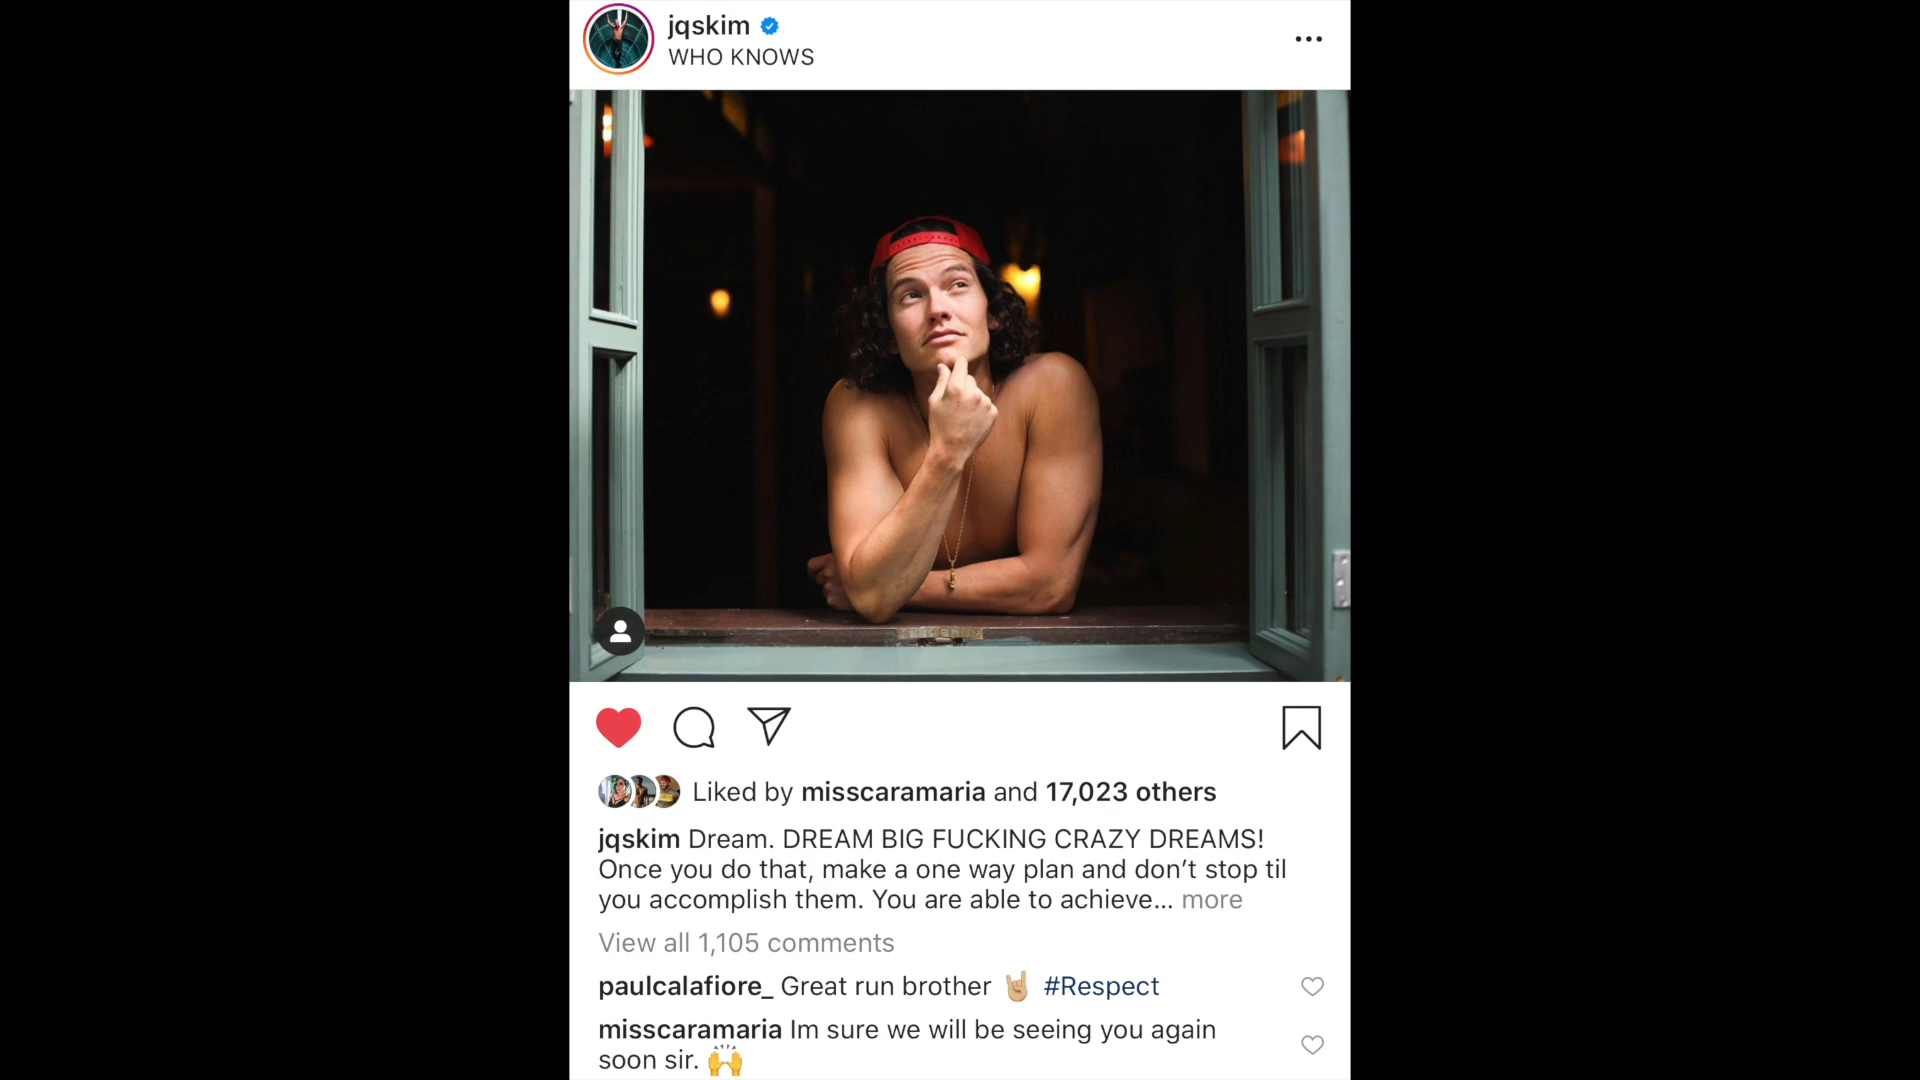 jqskim
WHO KNOWS
Liked by misscaramaria and 17,023 others
jqskim Dream. DREAM BIG FUCKING CRAZY DREAMS!
Once you do that, make a one way plan and don’t stop til
you accomplish them. You are able to achieve... more
View all 1,105 comments
paulcalafiore_ Great run brother 🤘🏼 #Respect
misscaramaria Im sure we will be seeing you again
soon sir. 🙌